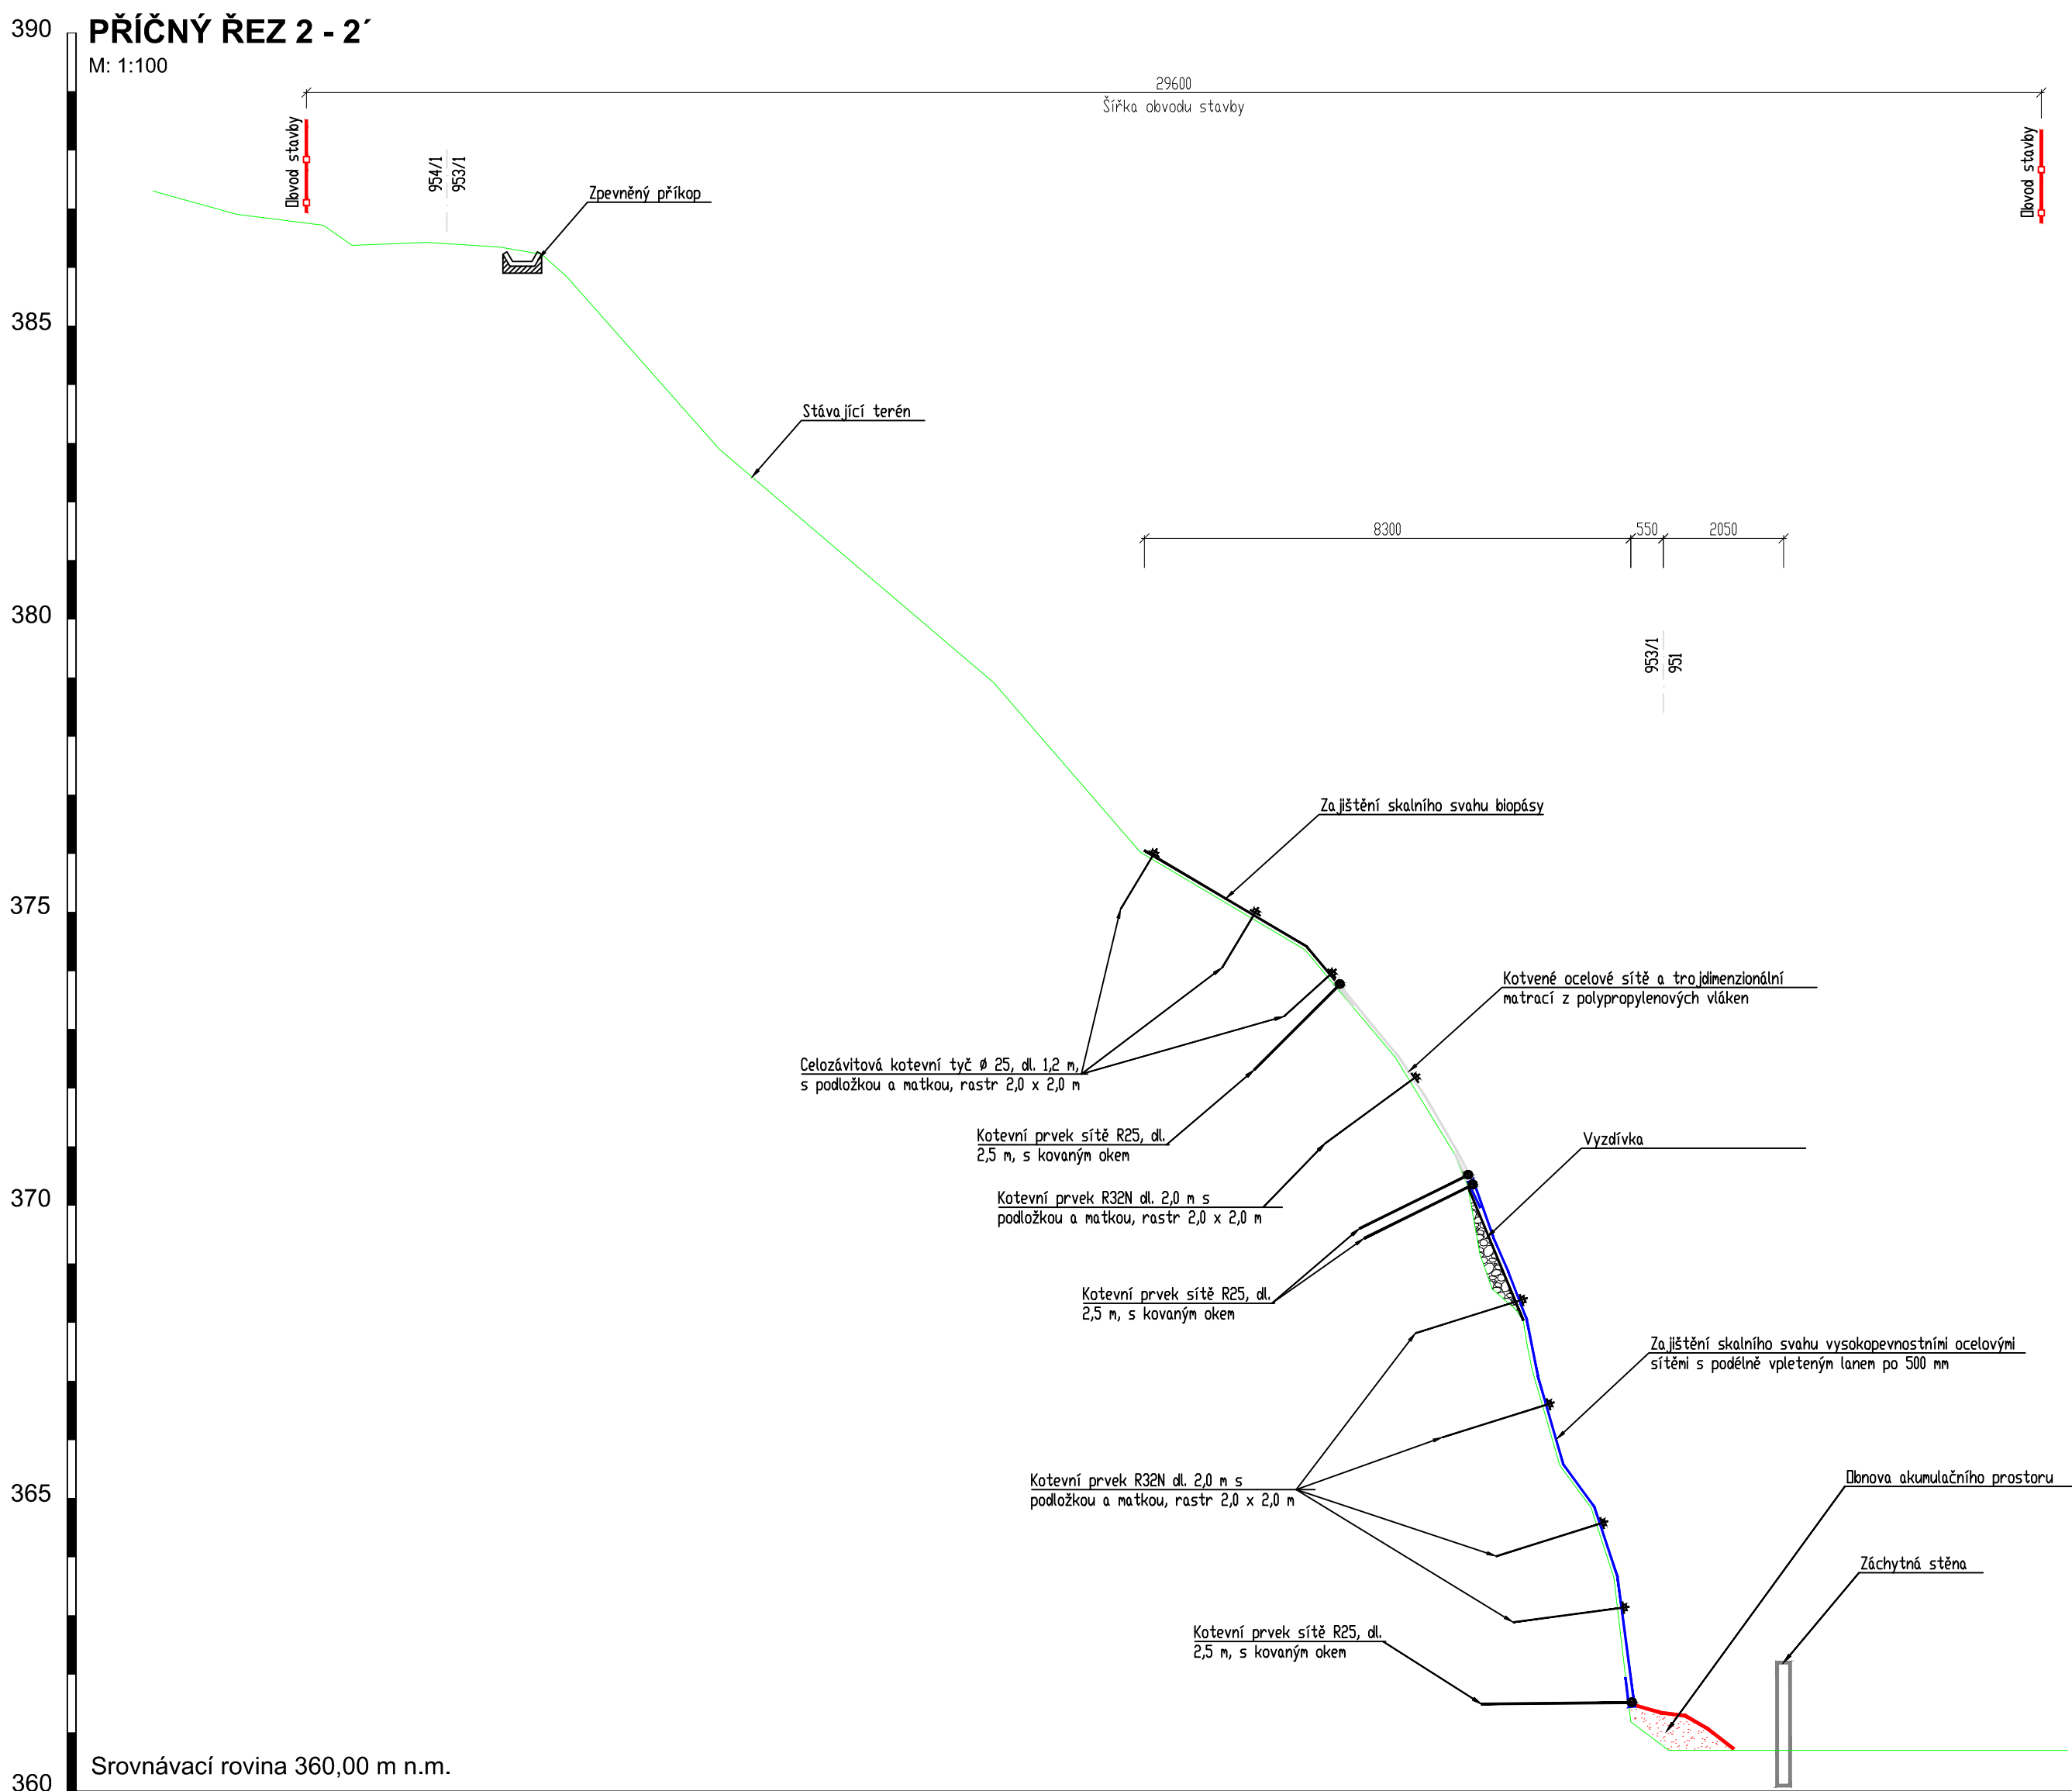 390
PŘÍČNÝ ŘEZ 2 - 2´
M: 1:100
29600
Šířka obvodu stavby
Obvod stavby
954/1
953/1
Obvod stavby
Zpevněný příkop
385
Stávající terén
8300
550
2050
380
953/1
951
Zajištění skalního svahu biopásy
375
Kotvené ocelové sítě a trojdimenzionální
matrací z polypropylenových vláken
Celozávitová kotevní tyč Ø 25, dl. 1,2 m,
s podložkou a matkou, rastr 2,0 x 2,0 m
Kotevní prvek sítě R25, dl.
2,5 m, s kovaným okem
Vyzdívka
370
Kotevní prvek R32N dl. 2,0 m s
podložkou a matkou, rastr 2,0 x 2,0 m
Kotevní prvek sítě R25, dl.
2,5 m, s kovaným okem
Zajištění skalního svahu vysokopevnostními ocelovými
sítěmi s podélně vpleteným lanem po 500 mm
365
Kotevní prvek R32N dl. 2,0 m s
podložkou a matkou, rastr 2,0 x 2,0 m
Obnova akumulačního prostoru
Záchytná stěna
Kotevní prvek sítě R25, dl.
2,5 m, s kovaným okem
Srovnávací rovina 360,00 m n.m.
360